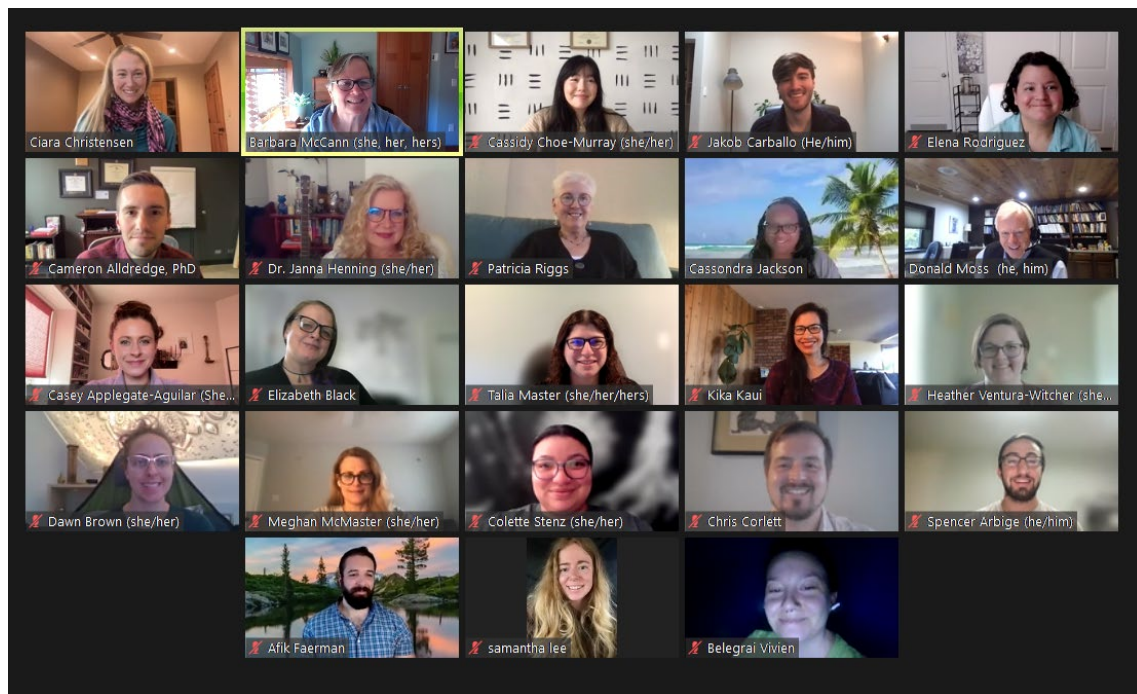 Ciara Christensen
Barbara McCann (she, her, hers)
Cassidy Choe-Murray (she/her)
Jakob Carballo (He/him)
Elena Rodriguez
Cameron Alldredge, PhD
Dr. Janna Henning (she/her)
Patricia Riggs
Cassondra Jackson
Donald Moss (he, him)
Casey Applegate-Aguilar (She...
Elizabeth Black
Talia Master (she/her/hers)
Kika Kaui
Heather Ventura-Witcher (she...
Dawn Brown (she/her)
Meghan McMaster (she/her)
Colette Stenz (she/her)
Chris Corlett
Spencer Arbige (he/him)
Afik Faerman
samantha lee
Belegrai Vivien